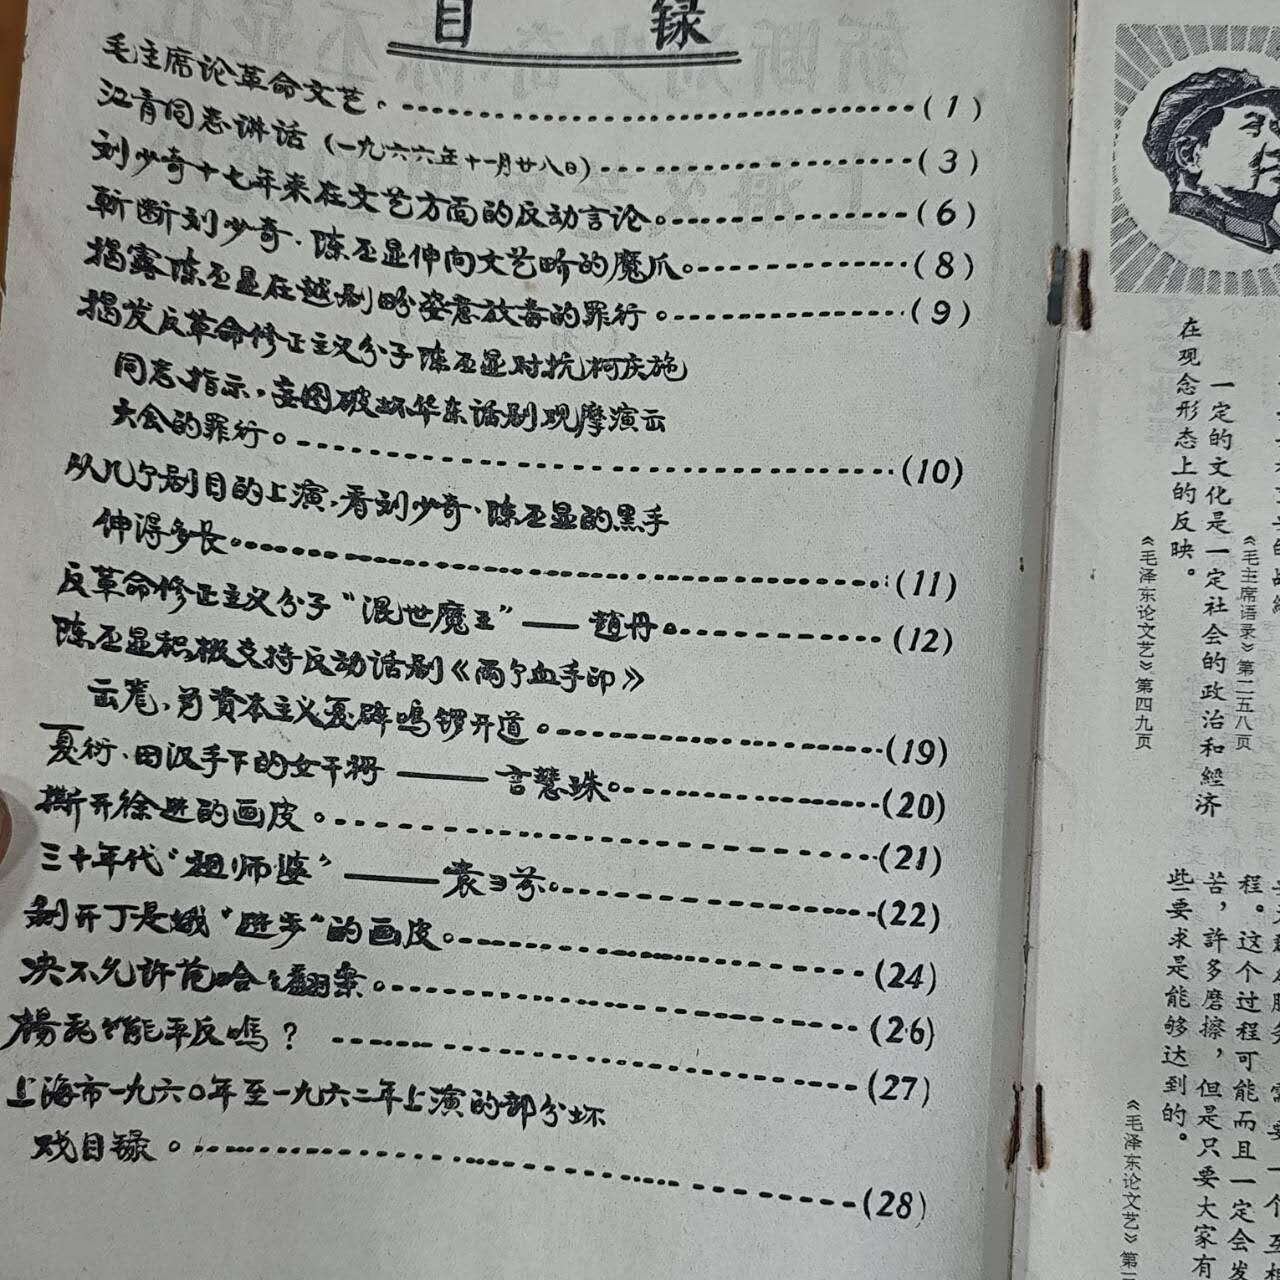 目 录
毛主席论革命文艺。(1)
江青同志讲话(一九六六年十一月廿八日)(3)
刘少奇十七年来在文艺方面的反动言论。(6)
斩断刘少奇、陈丕显伸向文艺界的魔爪。(8)
揭露陈丕显在越剧界恣意放毒的罪行。(9)
揭发反革命修正主义分子陈丕显对抗柯庆施
同志指示,妄图破坏华东话剧观摩演出
大会的罪行。(10)
从几个剧目的上演,看刘少奇、陈丕显的黑手
伸得多长。(11)
反革命修正主义分子“混世魔王”——趙丹。(12)
陈丕显积极支持反动话剧《两个血手印》
出笼,为資本主义复辟鳴锣开道。(19)
夏衍、田汉手下的女干将——言慧珠。(20)
撕开徐进的画皮。(21)
三十年代“祖师婆”——袁雪芬。(22)
剥开丁是娥“进步”的画皮。(24)
决不允許范哈哈翻案。(26)
楊飞飞能平反嗎?(27)
上海市一九六〇年至一九六二年上演的部分坏
戏目録。(28)
一定的文化是一定社会的政治和經济
在观念形态上的反映。
《毛主席语录》第二五八页
《毛泽东论文艺》第四九页
程。这个过程可能而且一定会发
苦,許多磨擦,但是只要大家有
些要求是能够达到的。
《毛泽东论文艺》第